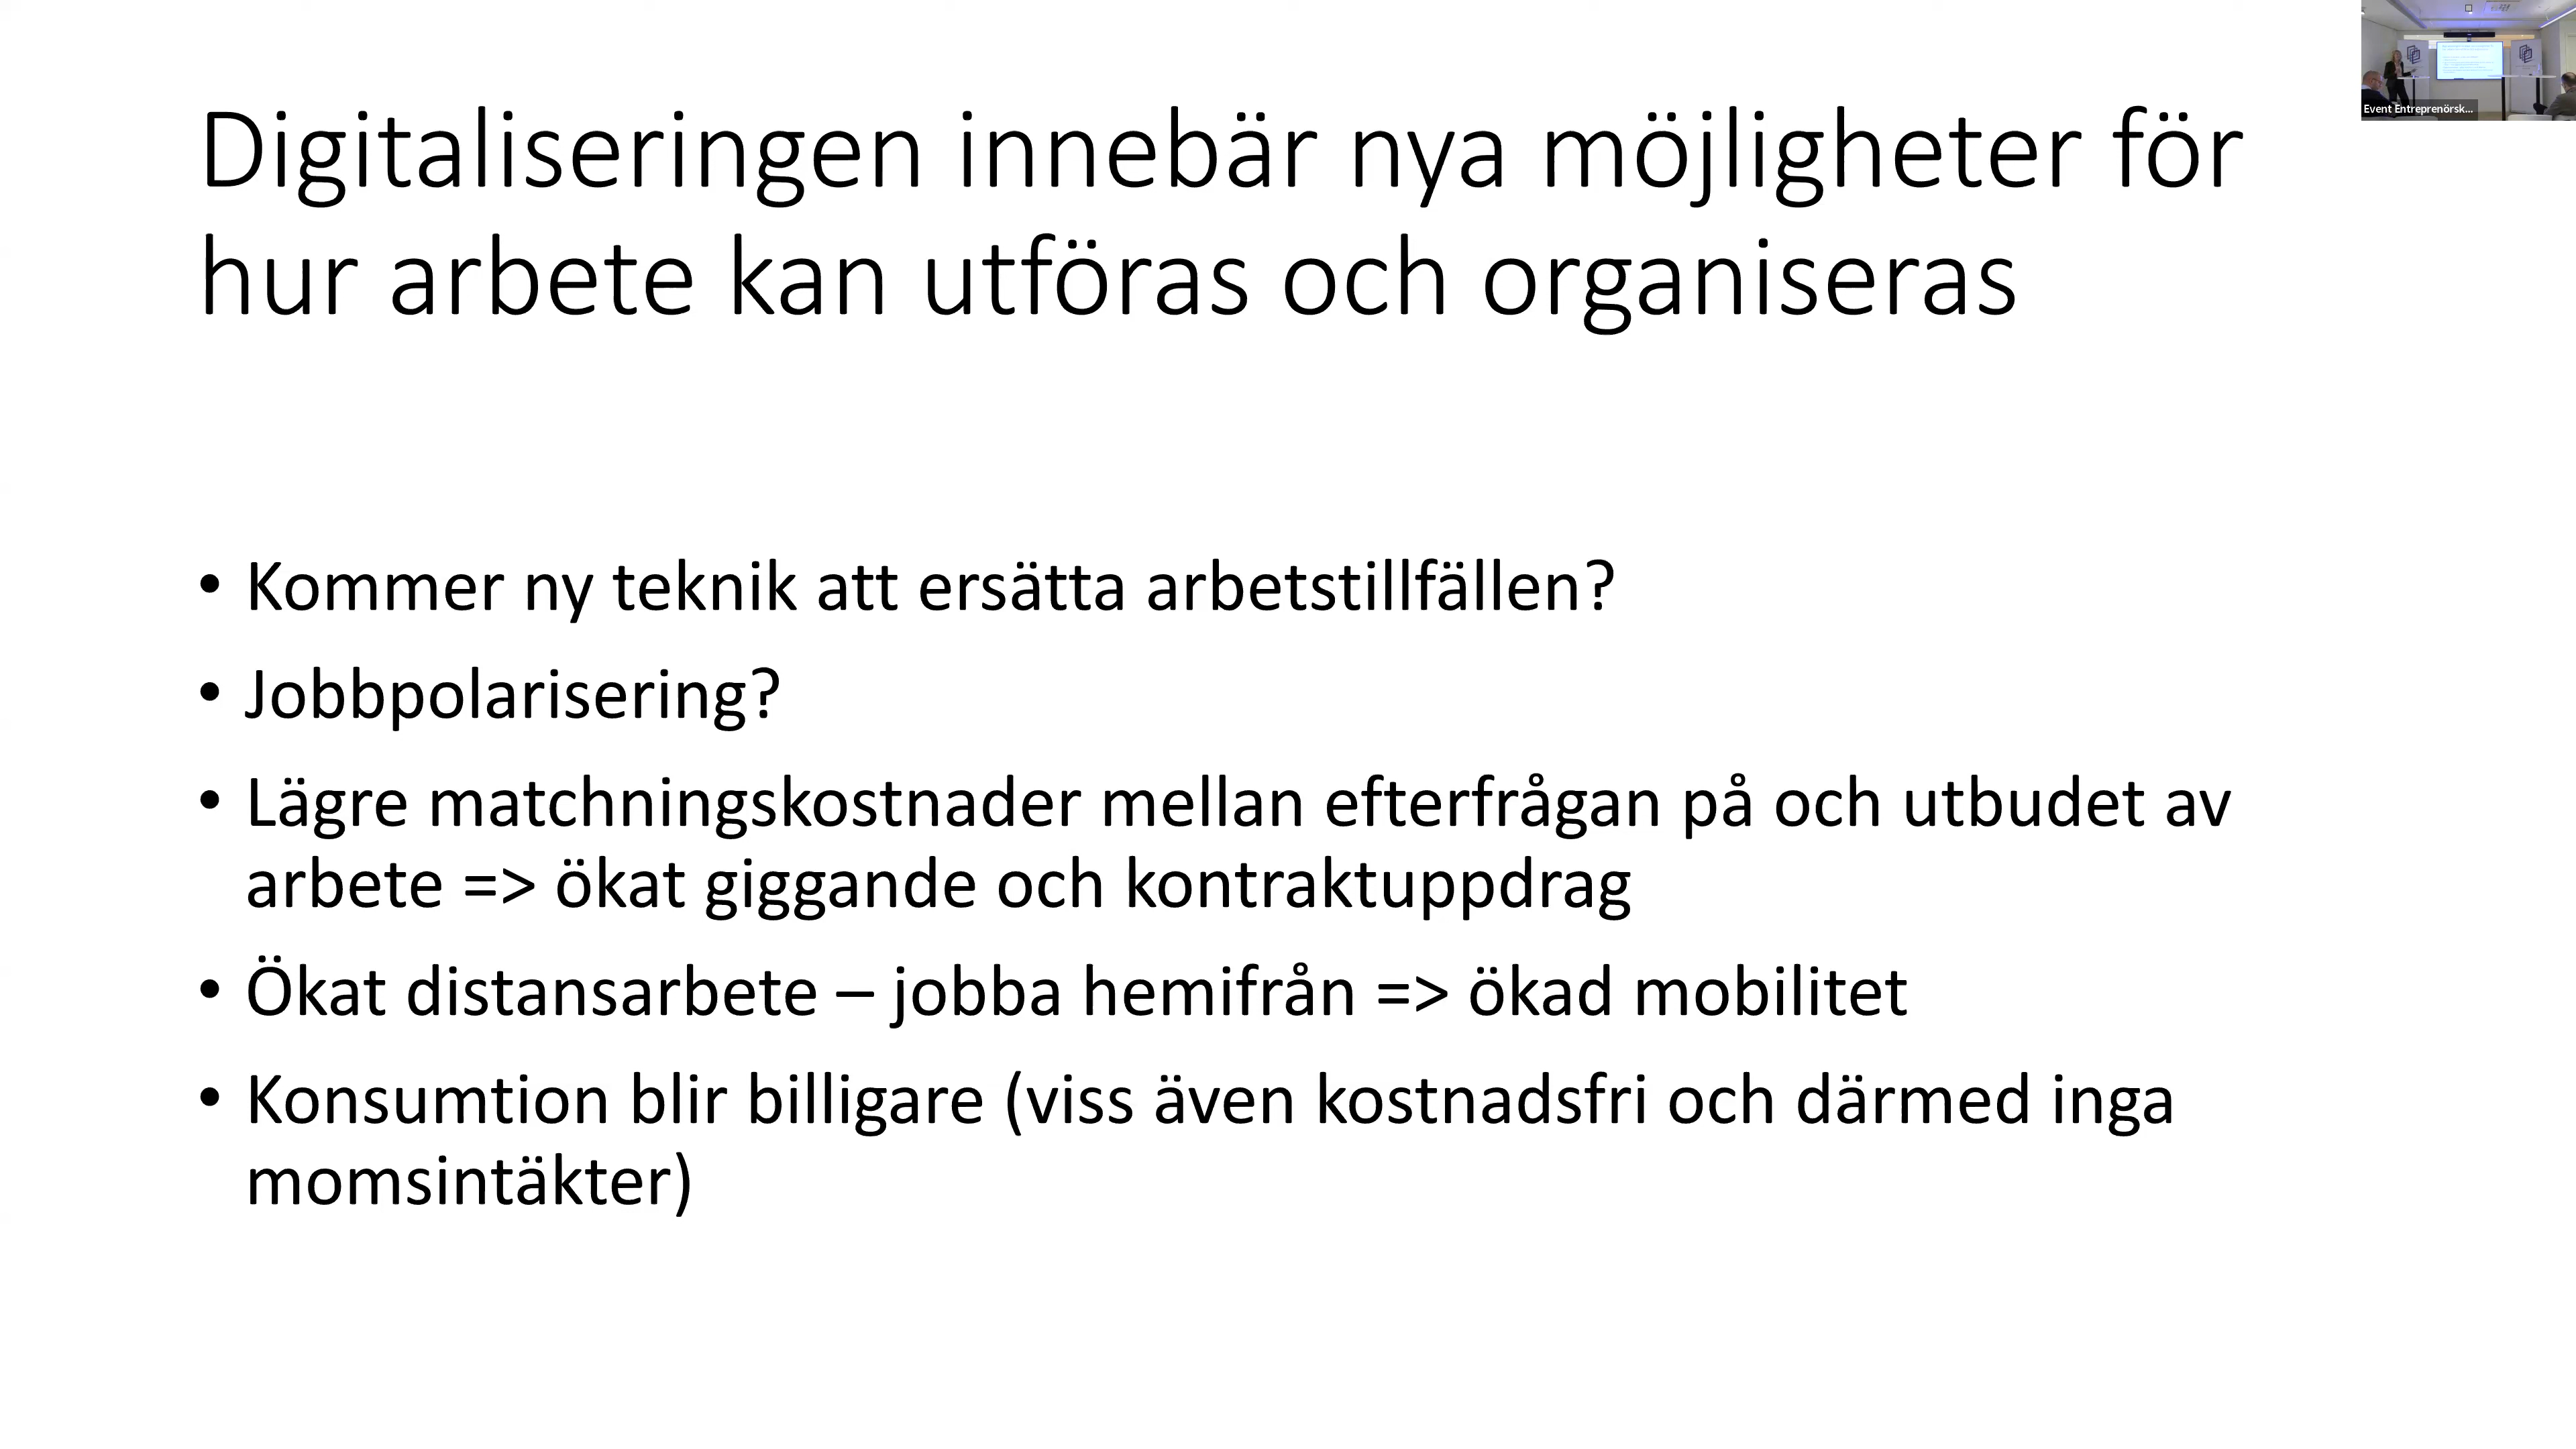 Digitaliseringen innebär nya möjligheter för
hur arbete kan utföras och organiseras
• Kommer ny teknik att ersätta arbetstillfällen?
• Jobbpolarisering?
• Lägre matchningskostnader mellan efterfrågan på och utbudet av
arbete => ökat giggande och kontraktuppdrag
• Ökat distansarbete – jobba hemifrån => ökad mobilitet
• Konsumtion blir billigare (viss även kostnadsfri och därmed inga
momsintäkter)
Event Entreprenörsk...